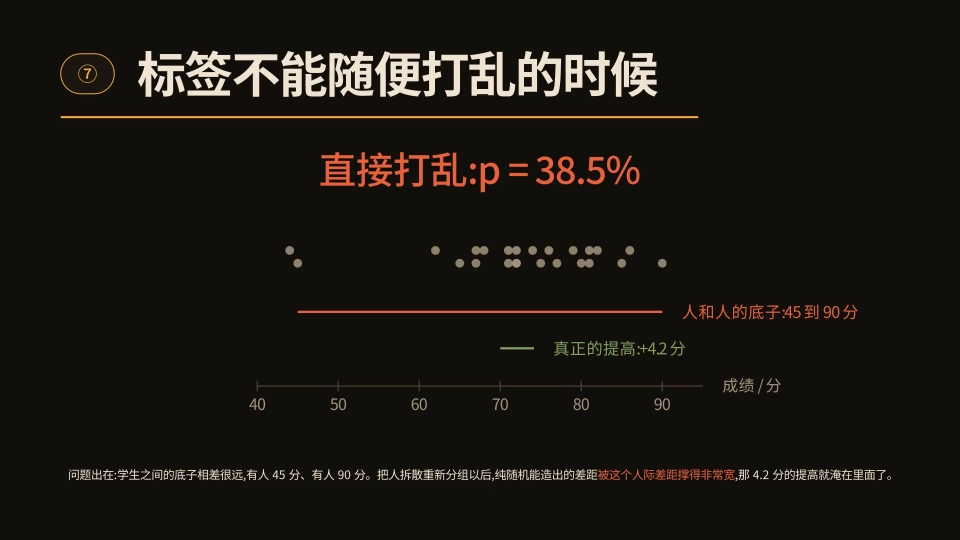 ⑦ 标签不能随便打乱的时候
直接打乱:p = 38.5%
人和人的底子:45 到 90 分
真正的提高:+4.2 分
成绩 / 分
40 50 60 70 80 90
问题出在:学生之间的底子相差很远,有人 45 分、有人 90 分。把人拆散重新分组以后,纯随机能造出的差距被这个人际差距撑得非常宽,那 4.2 分的提高就淹在里面了。